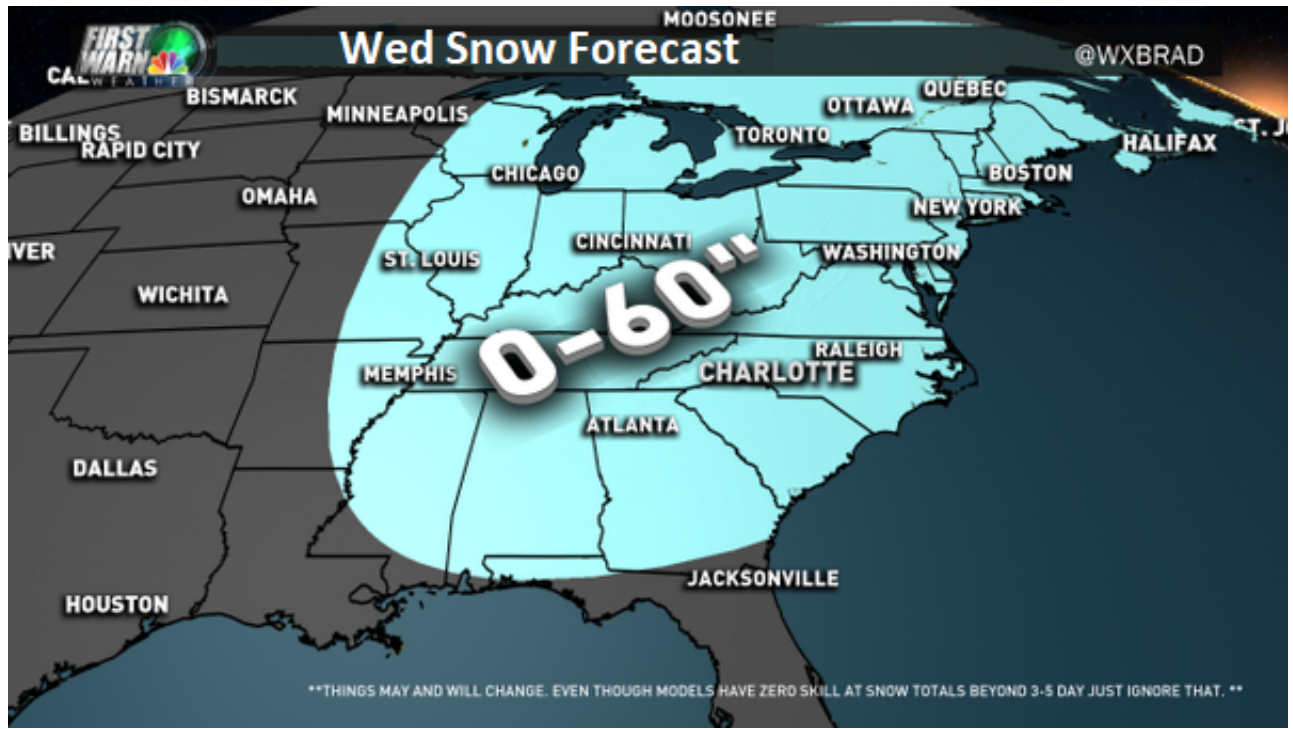 MOOSONEE
FIRST
WARN
WEATHER
Wed Snow Forecast
@WXBRAD
BISMARCK
QUEBEC
OTTAWA
MINNEAPOLIS
BILLINGS
TORONTO
HALIFAX
RAPID CITY
CHICAGO
BOSTON
OMAHA
NEW YORK
CINCINNATI
WASHINGTON
ST. LOUIS
WICHITA
0-60"
RALEIGH
MEMPHIS
CHARLOTTE
ATLANTA
DALLAS
JACKSONVILLE
HOUSTON
**THINGS MAY AND WILL CHANGE. EVEN THOUGH MODELS HAVE ZERO SKILL AT SNOW TOTALS BEYOND 3-5 DAY JUST IGNORE THAT. **